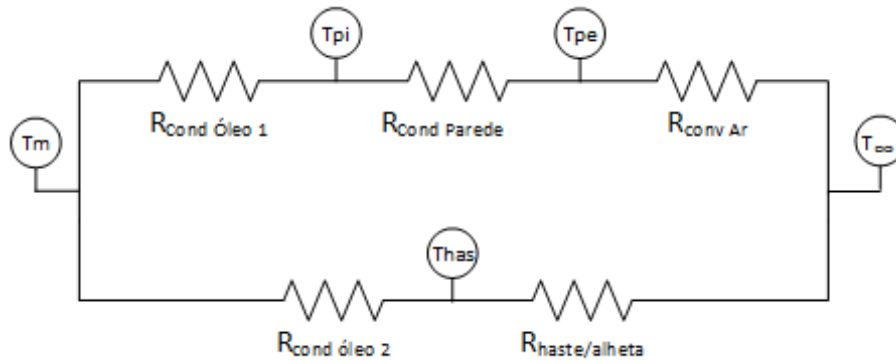 Tpi
Tpe
Tm
RCond Óleo 1
RCond Parede
Rconv Ar
T∞
Thas
Rcond óleo 2
Rhaste/alheta